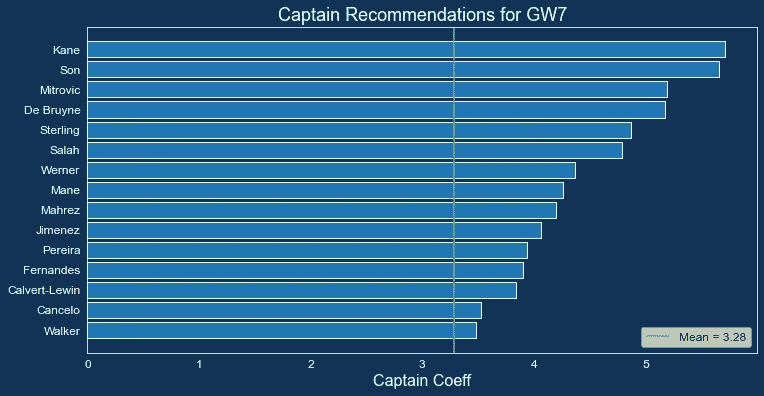 Captain Recommendations for GW7
Kane
Son
Mitrovic
De Bruyne
Sterling
Salah
Werner
Mane
Mahrez
Jimenez
Pereira
Fernandes
Calvert-Lewin
Cancelo
Walker
Mean = 3.28
0 1 2 3 4 5
Captain Coeff